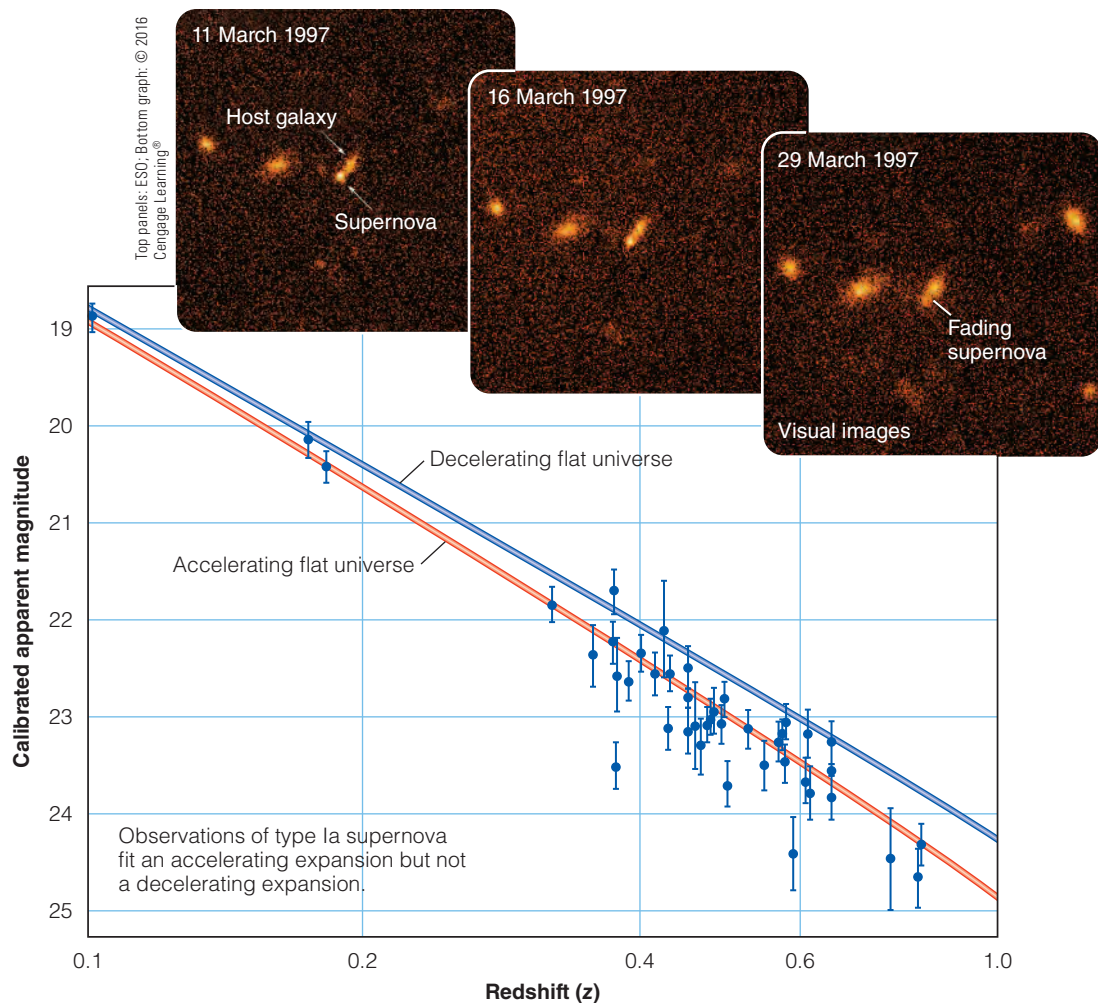 Top panels: ESO; Bottom graph: © 2016
Cengage Learning®
11 March 1997
Host galaxy
Supernova
16 March 1997
29 March 1997
Fading
supernova
Visual images
Calibrated apparent magnitude
19
20
21
22
23
24
25
Decelerating flat universe
Accelerating flat universe
Observations of type Ia supernova
fit an accelerating expansion but not
a decelerating expansion.
0.1
0.2
0.4
0.6
1.0
Redshift (z)